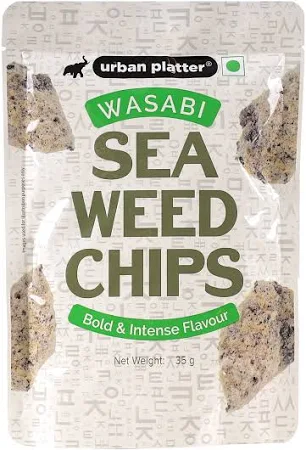 urban platter®
WASABI
SEA
WEED
CHIPS
Bold & Intense Flavour
Net Weight: 35 g